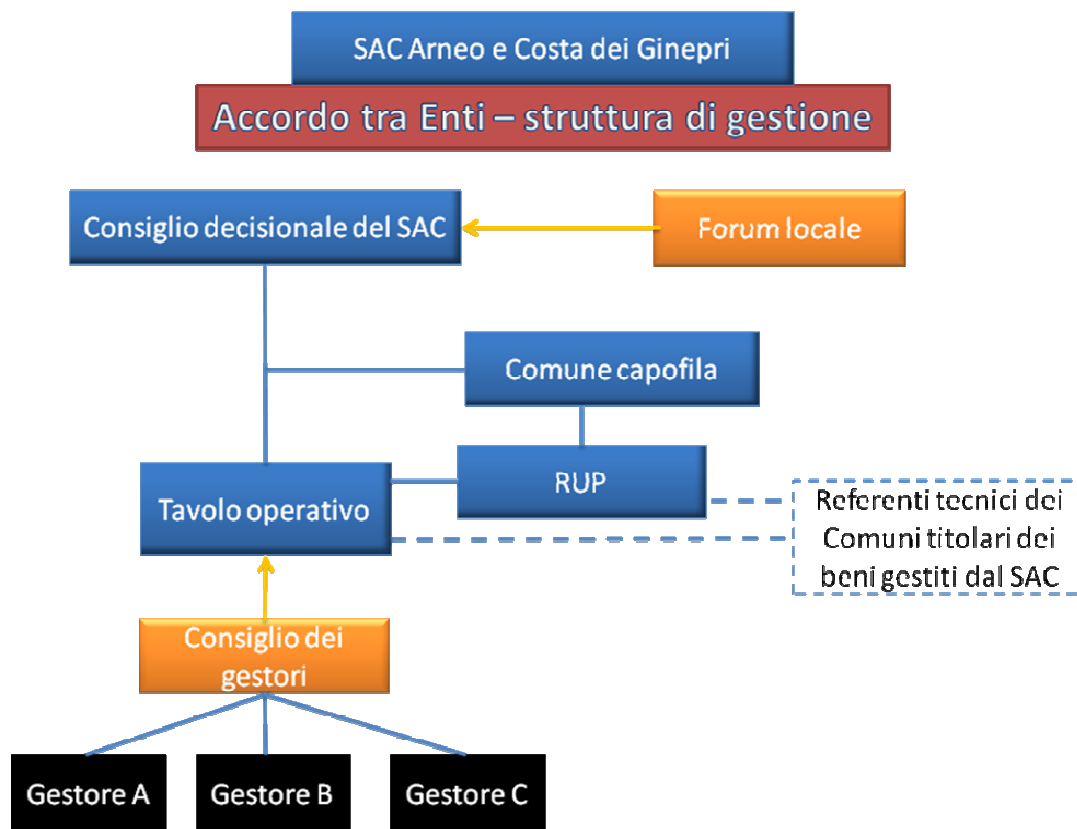 SAC Arneo e Costa dei Ginepri
Accordo tra Enti – struttura di gestione
Consiglio decisionale del SAC
Forum locale
Comune capofila
RUP
Tavolo operativo
Referenti tecnici dei
Comuni titolari dei
beni gestiti dal SAC
Consiglio dei
gestori
Gestore A
Gestore B
Gestore C